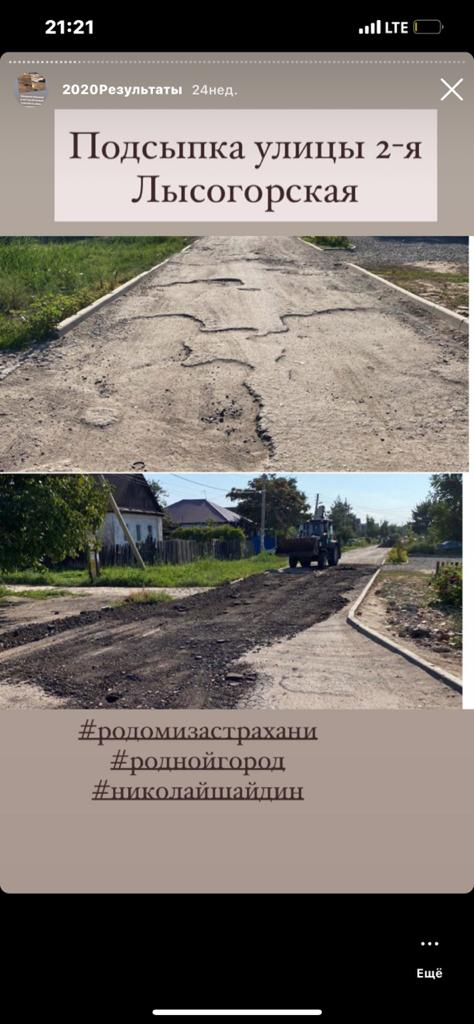 21:21
LTE
2020Результаты 24нед.
Подсыпка улицы 2-я
Лысогорская
#родомизастрахани
#роднойгород
#николайшайдин
Ещё